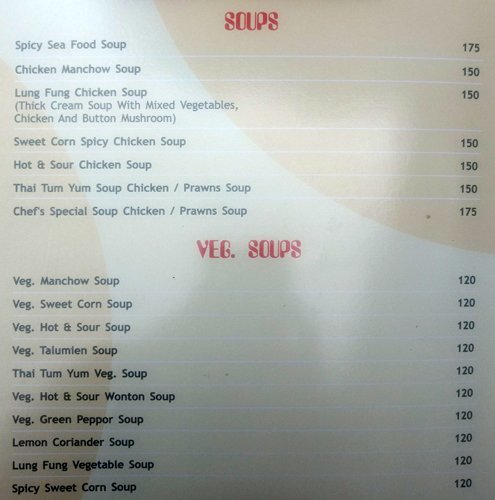 SOUPS
Spicy Sea Food Soup 175
Chicken Manchow Soup 150
Lung Fung Chicken Soup 150
(Thick Cream Soup With Mixed Vegetables,
Chicken And Button Mushroom)
Sweet Corn Spicy Chicken Soup 150
Hot & Sour Chicken Soup 150
Thai Tum Yum Soup Chicken / Prawns Soup 150
Chef's Special Soup Chicken / Prawns Soup 175
VEG. SOUPS
Veg. Manchow Soup 120
Veg. Sweet Corn Soup 120
Veg. Hot & Sour Soup 120
Veg. Talumien Soup 120
Thai Tum Yum Veg. Soup 120
Veg. Hot & Sour Wonton Soup 120
Veg. Green Peppor Soup 120
Lemon Coriander Soup 120
Lung Fung Vegetable Soup 120
Spicy Sweet Corn Soup 120